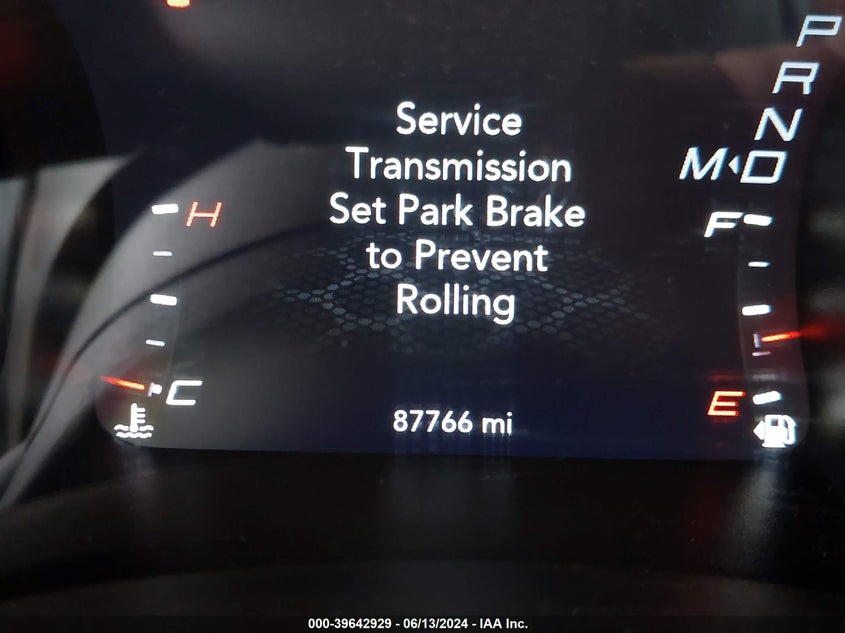 Service
Transmission
Set Park Brake
to Prevent
Rolling
P
R
N
M◂D
H
F
C
E
87766 mi
000-39642929 - 06/13/2024 - IAA Inc.